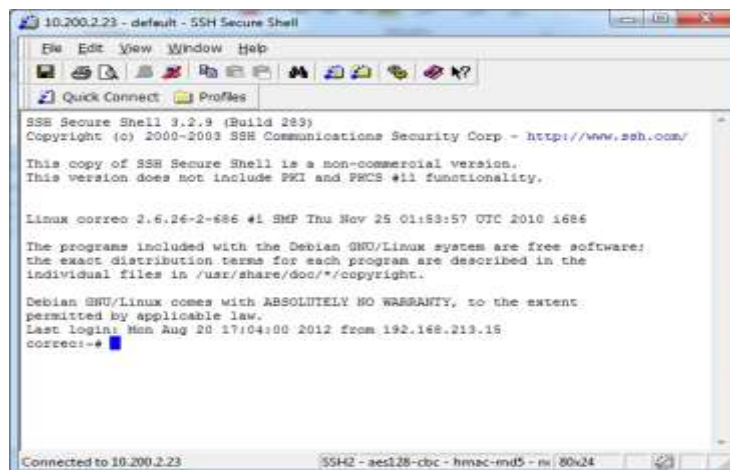 10.200.2.23 - default - SSH Secure Shell
File Edit View Window Help
Quick Connect Profiles
SSH Secure Shell 3.2.9 (Build 283)
Copyright (c) 2000-2003 SSH Communications Security Corp - http://www.ssh.com/
This copy of SSH Secure Shell is a non-commercial version.
This version does not include PKI and PKCS #11 functionality.
Linux correo 2.6.26-2-686 #1 SMP Thu Nov 25 01:53:57 UTC 2010 i686
The programs included with the Debian GNU/Linux system are free software;
the exact distribution terms for each program are described in the
individual files in /usr/share/doc/*/copyright.
Debian GNU/Linux comes with ABSOLUTELY NO WARRANTY, to the extent
permitted by applicable law.
Last login: Mon Aug 20 17:04:00 2012 from 192.168.213.15
correo:~#
Connected to 10.200.2.23 SSH2 - aes128-cbc - hmac-md5 - 80x24